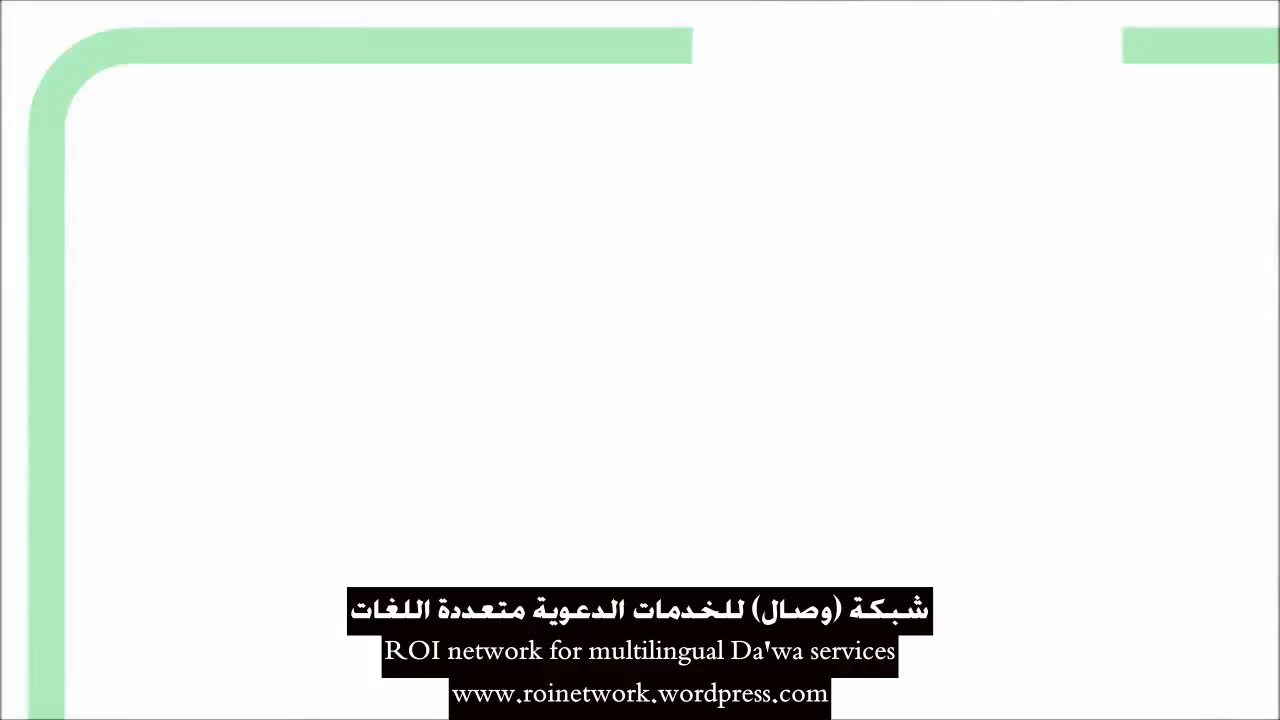 شبكة (وصال) للخدمات الدعوية متعددة اللغات
ROI network for multilingual Da'wa services
www.roinetwork.wordpress.com